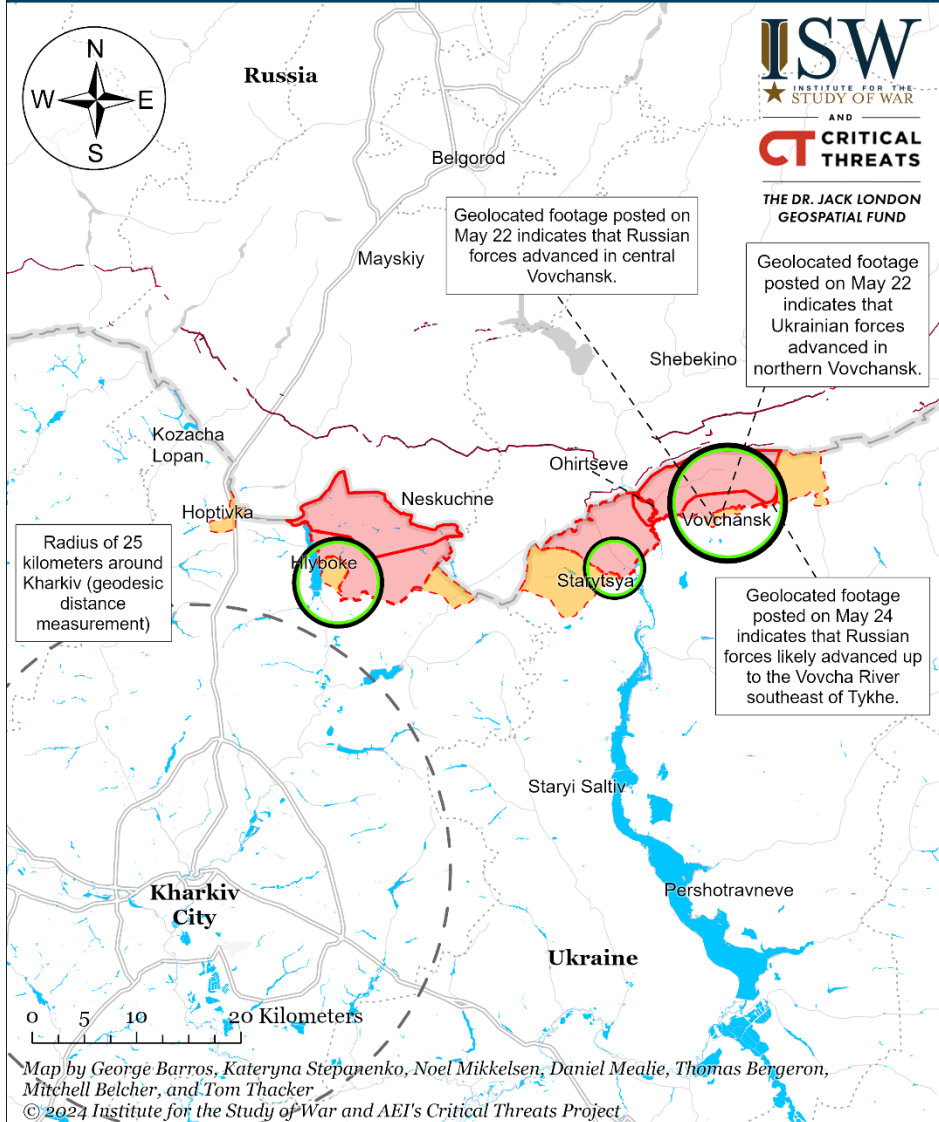 N
W
E
S
Russia
ISW
INSTITUTE FOR THE
STUDY OF WAR
AND
CT CRITICAL
THREATS
THE DR. JACK LONDON
GEOSPATIAL FUND
Belgorod
Geolocated footage posted on
May 22 indicates that Russian
forces advanced in central
Vovchansk.
Mayskiy
Geolocated footage
posted on May 22
indicates that
Ukrainian forces
advanced in
northern Vovchansk.
Shebekino
Kozacha
Lopan
Ohirtseve
Neskuchne
Hoptivka
Vovchansk
Radius of 25
kilometers around
Kharkiv (geodesic
distance
measurement)
Hlyboke
Starytsya
Geolocated footage
posted on May 24
indicates that Russian
forces likely advanced up
to the Vovcha River
southeast of Tykhe.
Staryi Saltiv
Pershotravneve
Kharkiv
City
Ukraine
0 5 10 20 Kilometers
Map by George Barros, Kateryna Stepanenko, Noel Mikkelsen, Daniel Mealie, Thomas Bergeron,
Mitchell Belcher, and Tom Thacker
© 2024 Institute for the Study of War and AEI's Critical Threats Project